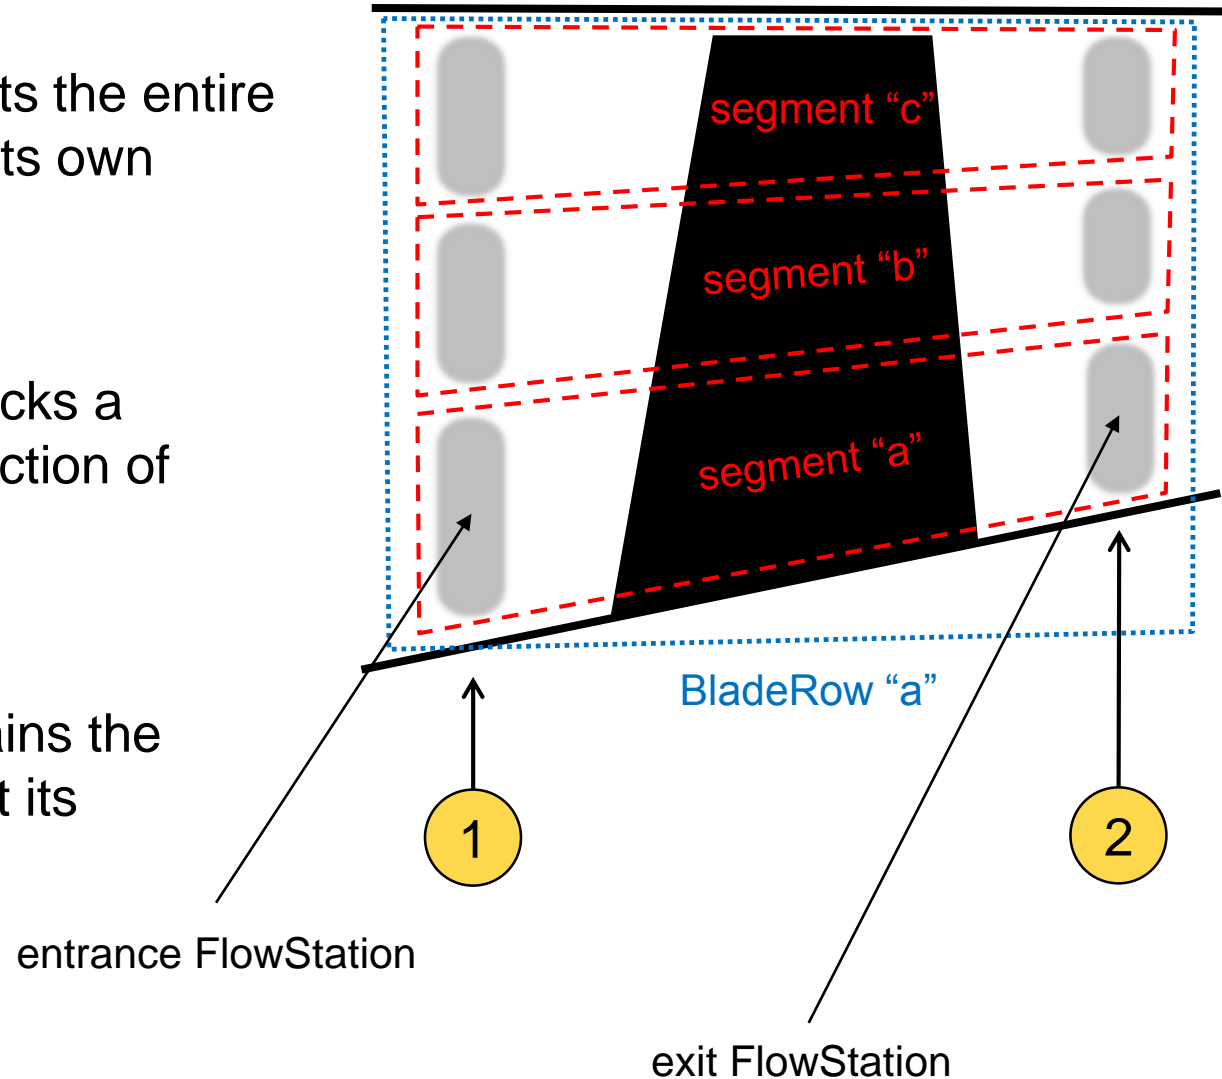 ts the entire
ts own
cks a
ction of
ains the
t its
segment “c”
segment “b”
segment “a”
BladeRow “a”
1
2
entrance FlowStation
exit FlowStation